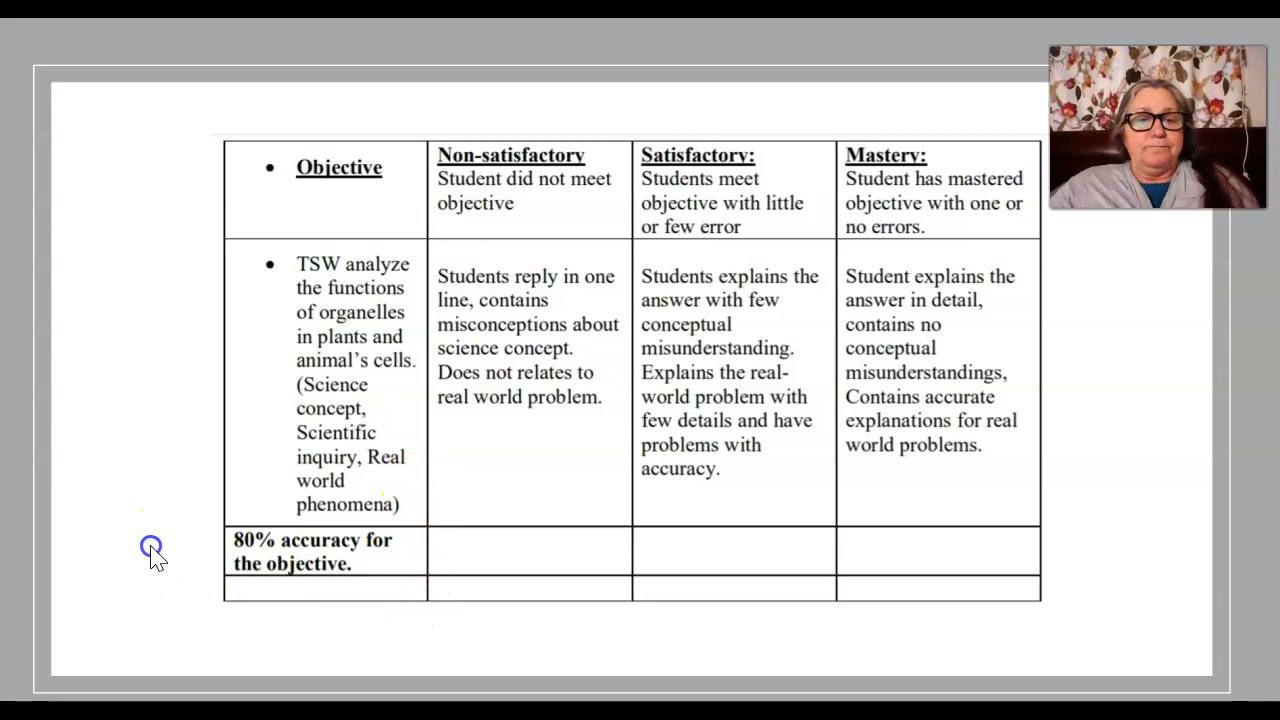 Objective
Non-satisfactory
Student did not meet
objective
Satisfactory:
Students meet
objective with little
or few error
Mastery:
Student has mastered
objective with one or
no errors.
TSW analyze
the functions
of organelles
in plants and
animal’s cells.
(Science
concept,
Scientific
inquiry, Real
world
phenomena)
Students reply in one
line, contains
misconceptions about
science concept.
Does not relates to
real world problem.
Students explains the
answer with few
conceptual
misunderstanding.
Explains the real-
world problem with
few details and have
problems with
accuracy.
Student explains the
answer in detail,
contains no
conceptual
misunderstandings,
Contains accurate
explanations for real
world problems.
80% accuracy for
the objective.